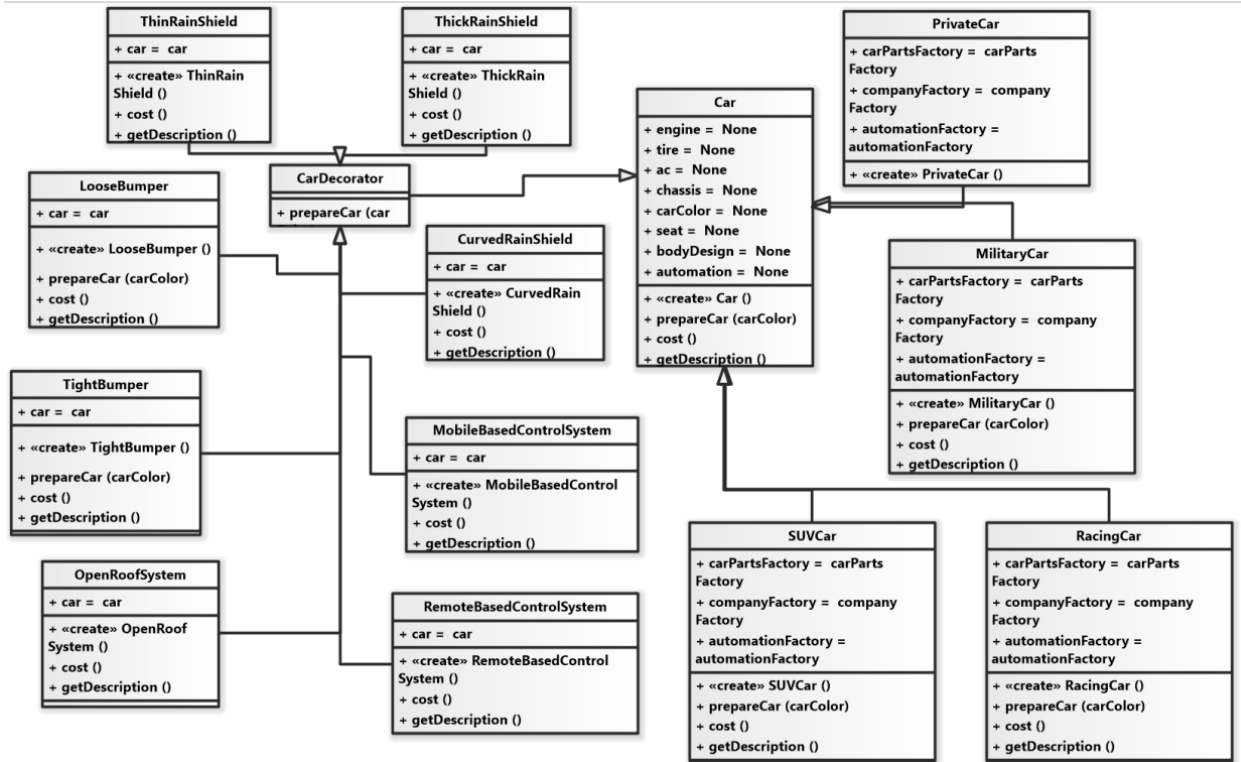 ThinRainShield
+ car = car
+ «create» ThinRain
Shield ()
+ cost ()
+ getDescription ()
ThickRainShield
+ car = car
+ «create» ThickRain
Shield ()
+ cost ()
+ getDescription ()
PrivateCar
+ carPartsFactory = carParts
Factory
+ companyFactory = company
Factory
+ automationFactory =
automationFactory
+ «create» PrivateCar ()
Car
+ engine = None
+ tire = None
+ ac = None
+ chassis = None
+ carColor = None
+ seat = None
+ bodyDesign = None
+ automation = None
+ «create» Car ()
+ prepareCar (carColor)
+ cost ()
+ getDescription ()
CarDecorator
+ prepareCar (car
LooseBumper
+ car = car
+ «create» LooseBumper ()
+ prepareCar (carColor)
+ cost ()
+ getDescription ()
CurvedRainShield
+ car = car
+ «create» CurvedRain
Shield ()
+ cost ()
+ getDescription ()
MilitaryCar
+ carPartsFactory = carParts
Factory
+ companyFactory = company
Factory
+ automationFactory =
automationFactory
+ «create» MilitaryCar ()
+ prepareCar (carColor)
+ cost ()
+ getDescription ()
TightBumper
+ car = car
+ «create» TightBumper ()
+ prepareCar (carColor)
+ cost ()
+ getDescription ()
MobileBasedControlSystem
+ car = car
+ «create» MobileBasedControl
System ()
+ cost ()
+ getDescription ()
OpenRoofSystem
+ car = car
+ «create» OpenRoof
System ()
+ cost ()
+ getDescription ()
RemoteBasedControlSystem
+ car = car
+ «create» RemoteBasedControl
System ()
+ cost ()
+ getDescription ()
SUVCar
+ carPartsFactory = carParts
Factory
+ companyFactory = company
Factory
+ automationFactory =
automationFactory
+ «create» SUVCar ()
+ prepareCar (carColor)
+ cost ()
+ getDescription ()
RacingCar
+ carPartsFactory = carParts
Factory
+ companyFactory = company
Factory
+ automationFactory =
automationFactory
+ «create» RacingCar ()
+ prepareCar (carColor)
+ cost ()
+ getDescription ()